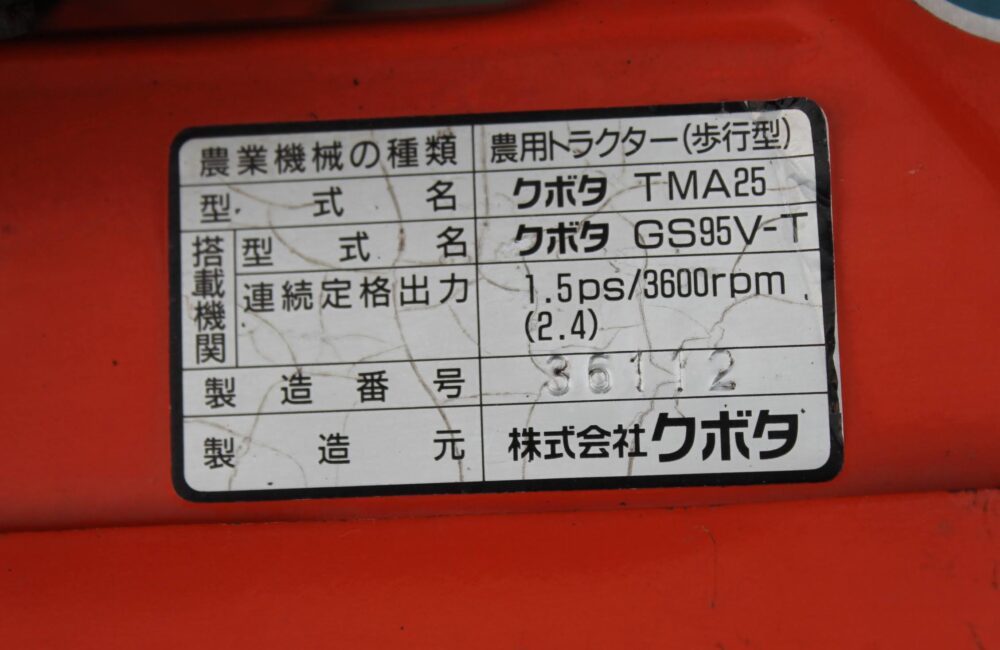 農業機械の種類 農用トラクター(歩行型)
型式名 クボタ TMA25
搭載機関 型式名 クボタ GS95V-T
連続定格出力 1.5ps/3600rpm
(2.4)
製造番号 36112
製造元 株式会社クボタ